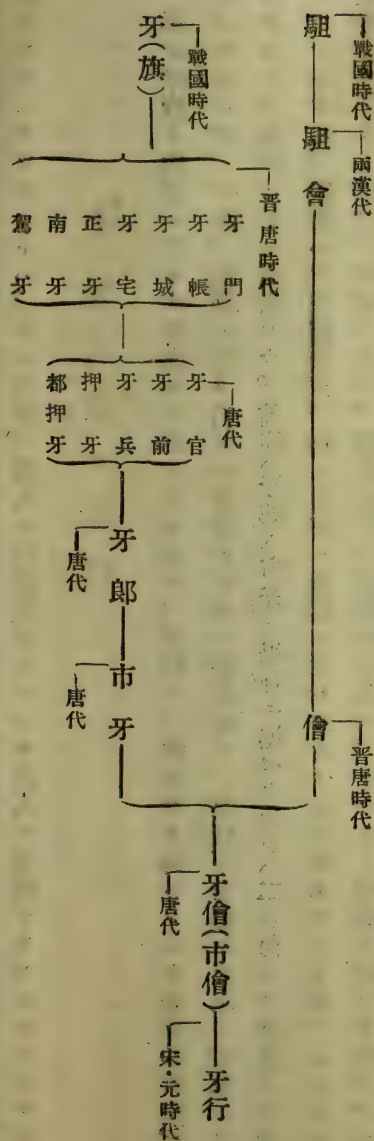 戰國時代
駔
兩漢代
駔會
晋唐時代
儈
戰國時代
牙(旗)
晋唐時代
牙門
牙帳
牙城
牙宅
正牙
南牙
駕牙
唐代
牙官
牙前
牙兵
押牙
都押牙
牙郎
唐代
市牙
唐代
牙儈(市儈)
唐代
牙行
宋・元時代